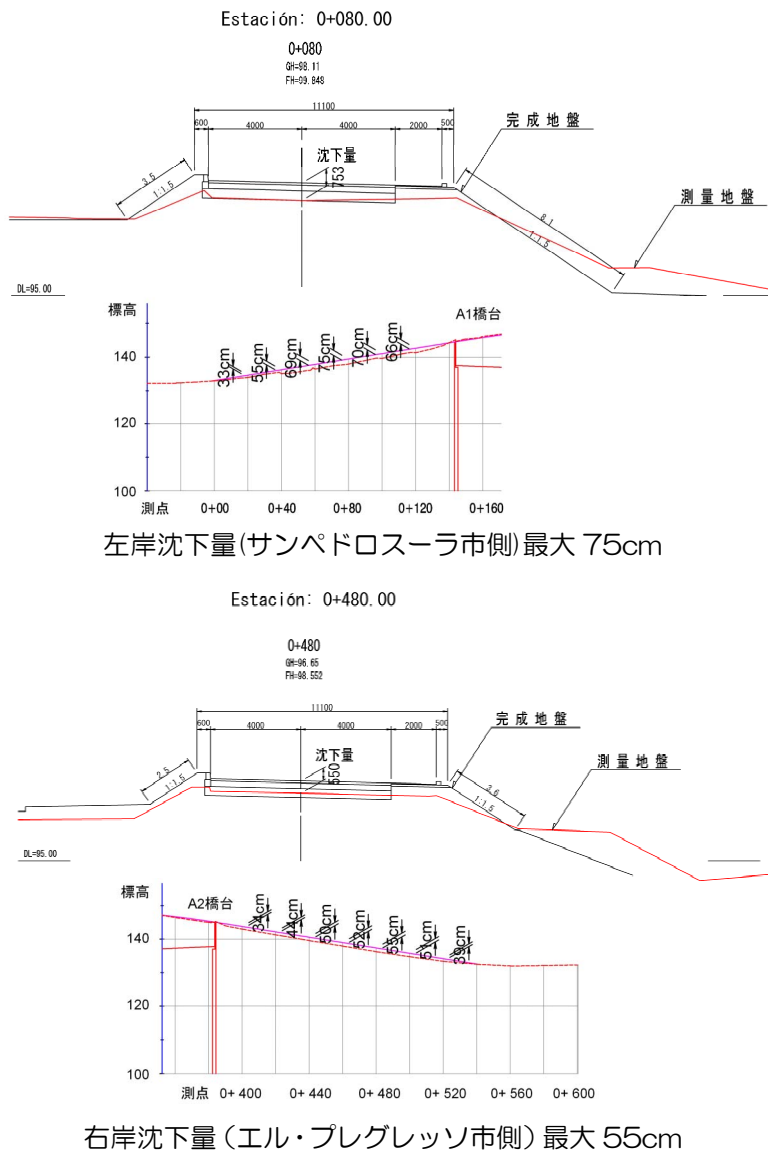 Estación: 0+080.00
0+080
GH=98.11
FH=99.848
11100
600 4000 4000 2000 500
完成地盤
沈下量
753
3.5
1:1.5
測量地盤
8.1
1:1.5
DL=95.00
標高
A1橋台
33cm 55cm 69cm 75cm 70cm 66cm
140
120
100
測点 0+00 0+40 0+80 0+120 0+160
左岸沈下量(サンペドロスーラ市側)最大 75cm
Estación: 0+480.00
0+480
GH=96.65
FH=98.552
11100
600 4000 4000 2000 500
完成地盤
沈下量
550
測量地盤
2.5
1:1.5
3.6
1:1.5
DL=95.00
標高
A2橋台
34cm 44cm 50cm 52cm 55cm 51cm 39cm
140
120
100
測点 0+ 400 0+ 440 0+ 480 0+ 520 0+ 560 0+ 600
右岸沈下量（エル・プレグレッソ市側）最大 55cm